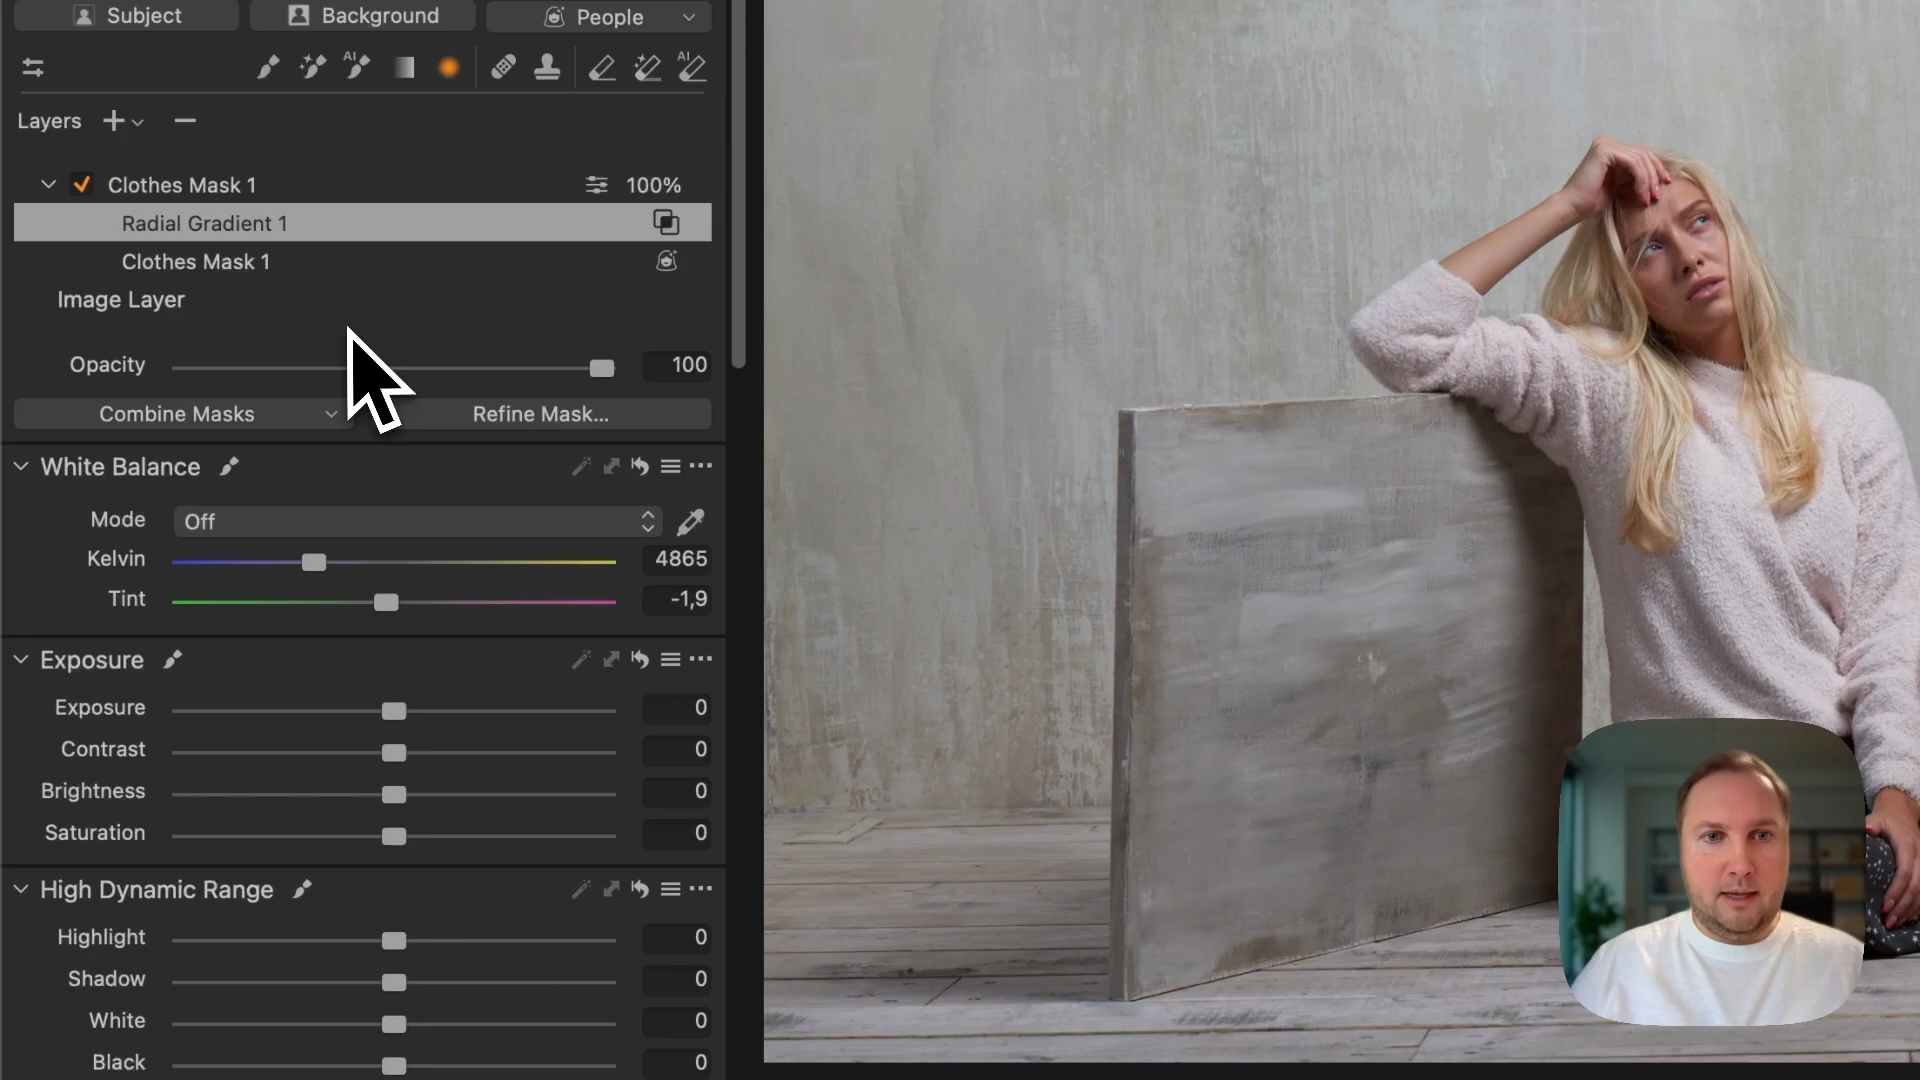 Subject
Background
People
AI
AI
Layers
Clothes Mask 1
100%
Radial Gradient 1
Clothes Mask 1
Image Layer
Opacity
100
Combine Masks
Refine Mask...
White Balance
Mode
Off
Kelvin
4865
Tint
-1,9
Exposure
Exposure
0
Contrast
0
Brightness
0
Saturation
0
High Dynamic Range
Highlight
0
Shadow
0
White
0
Black
0